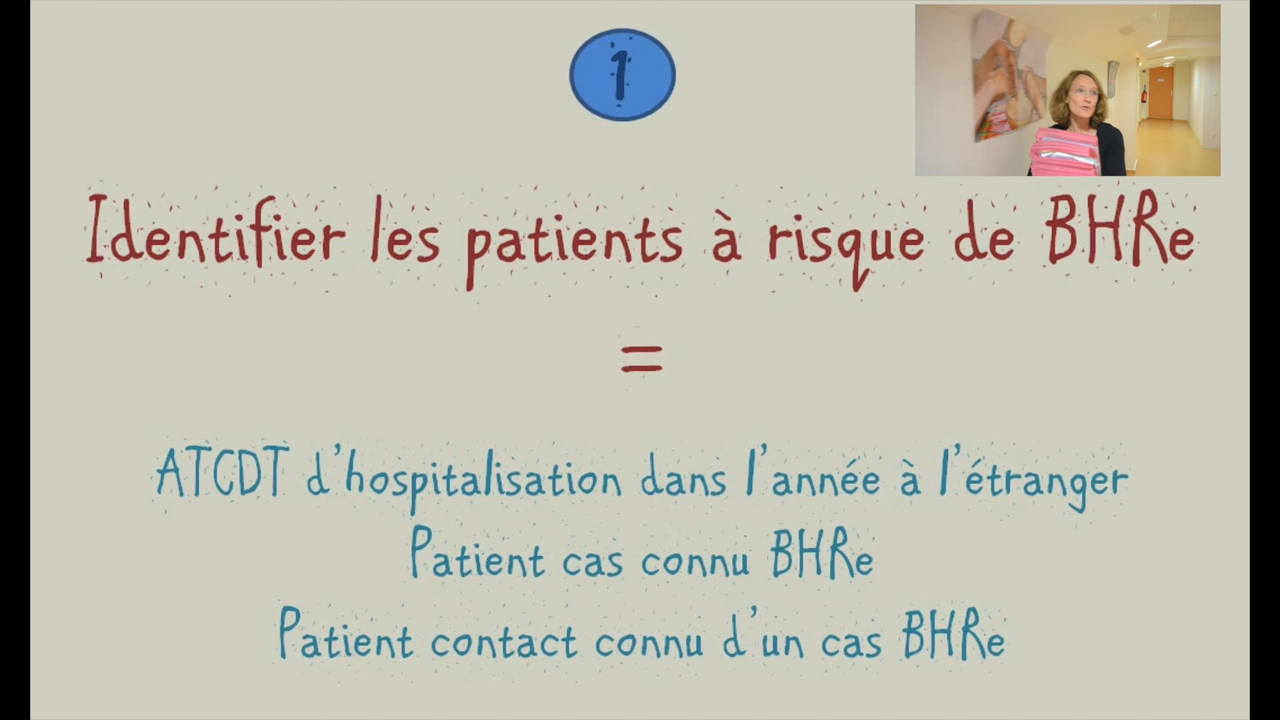 1
Identifier les patients à risque de BHRe
=
ATCDT d'hospitalisation dans l'année à l'étranger
Patient cas connu BHRe
Patient contact connu d'un cas BHRe